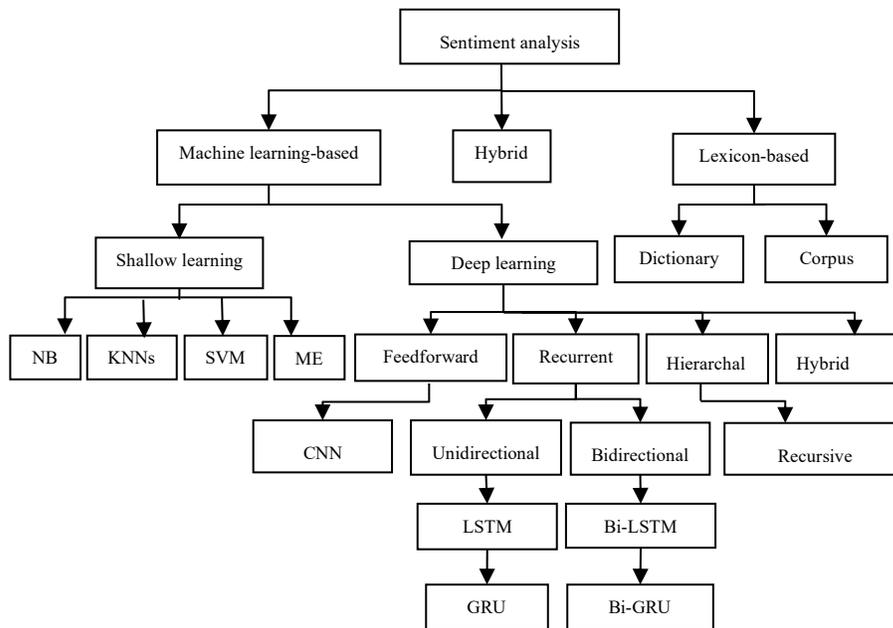 Sentiment analysis
Machine learning-based
Hybrid
Lexicon-based
Shallow learning
Deep learning
Dictionary
Corpus
NB
KNNs
SVM
ME
Feedforward
Recurrent
Hierarchal
Hybrid
CNN
Unidirectional
Bidirectional
Recursive
LSTM
Bi-LSTM
GRU
Bi-GRU